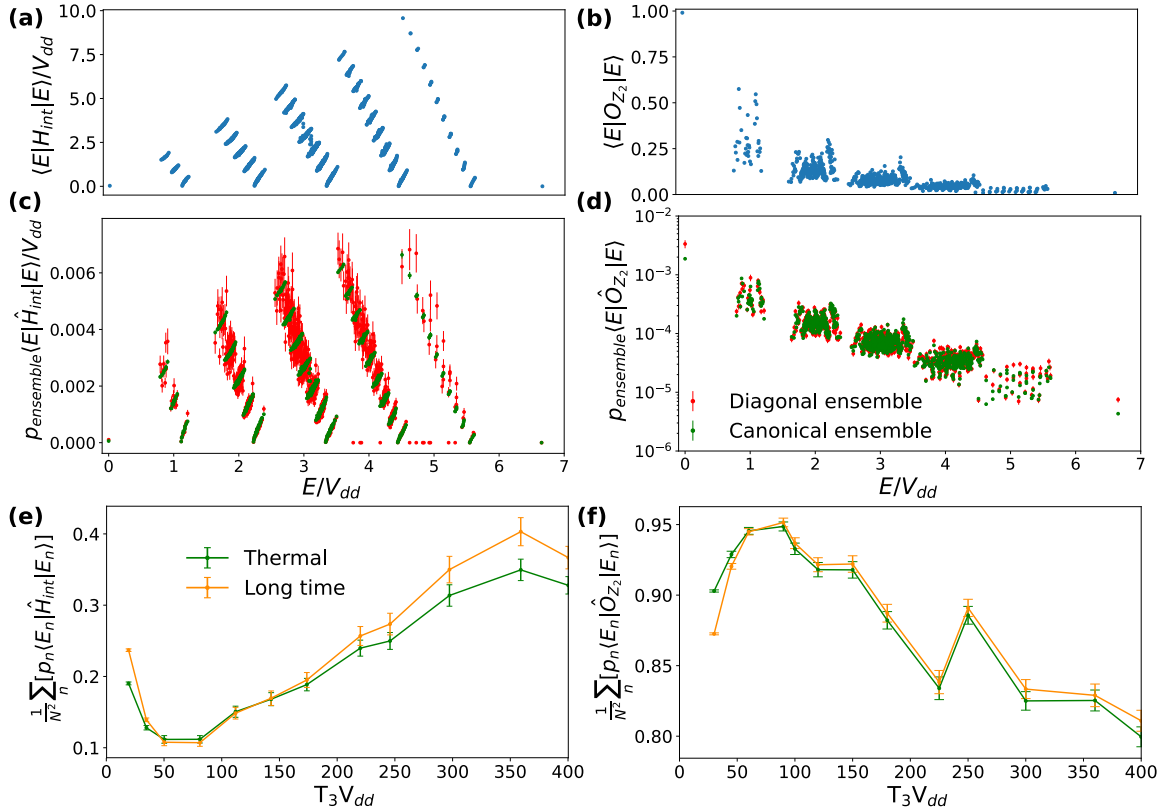 (a)
10.0
7.5
5.0
2.5
0.0
⟨E|H_int|E⟩/V_dd
(b)
1.00
0.75
0.50
0.25
0.00
⟨E|O_Z₂|E⟩
(c)
0.006
0.004
0.002
0.000
p_ensemble⟨E|Ĥ_int|E⟩/V_dd
0 1 2 3 4 5 6 7
E/V_dd
(d)
10⁻²
10⁻³
10⁻⁴
10⁻⁵
10⁻⁶
p_ensemble⟨E|Ô_Z₂|E⟩
Diagonal ensemble
Canonical ensemble
0 1 2 3 4 5 6 7
E/V_dd
(e)
0.4
0.3
0.2
0.1
1/N² ∑_n [p_n⟨E_n|Ĥ_int|E_n⟩]
Thermal
Long time
0 50 100 150 200 250 300 350 400
T₃V_dd
(f)
0.95
0.90
0.85
0.80
1/N² ∑_n [p_n⟨E_n|Ô_Z₂|E_n⟩]
0 50 100 150 200 250 300 350 400
T₃V_dd